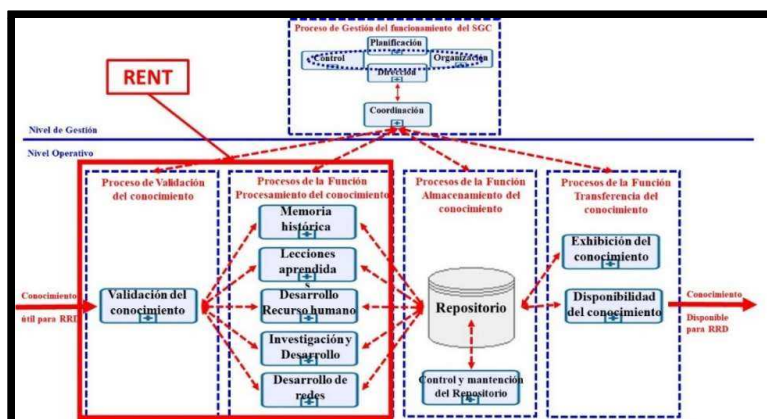 Proceso de Gestión del funcionamiento del SGC
Planificación
Control
Organización
Dirección
Coordinación
RENT
Nivel de Gestión
Nivel Operativo
Proceso de Validación
del conocimiento
Validación del
conocimiento
Conocimiento
útil para RRD
Procesos de la Función
Procesamiento del conocimiento
Memoria
histórica
Lecciones
aprendida
s
Desarrollo
Recurso humano
Investigación y
Desarrollo
Desarrollo de
redes
Procesos de la Función
Almacenamiento del
conocimiento
Repositorio
Control y mantención
del Repositorio
Procesos de la Función
Transferencia del
conocimiento
Exhibición del
conocimiento
Disponibilidad
del conocimiento
Conocimiento
Disponible
para RRD